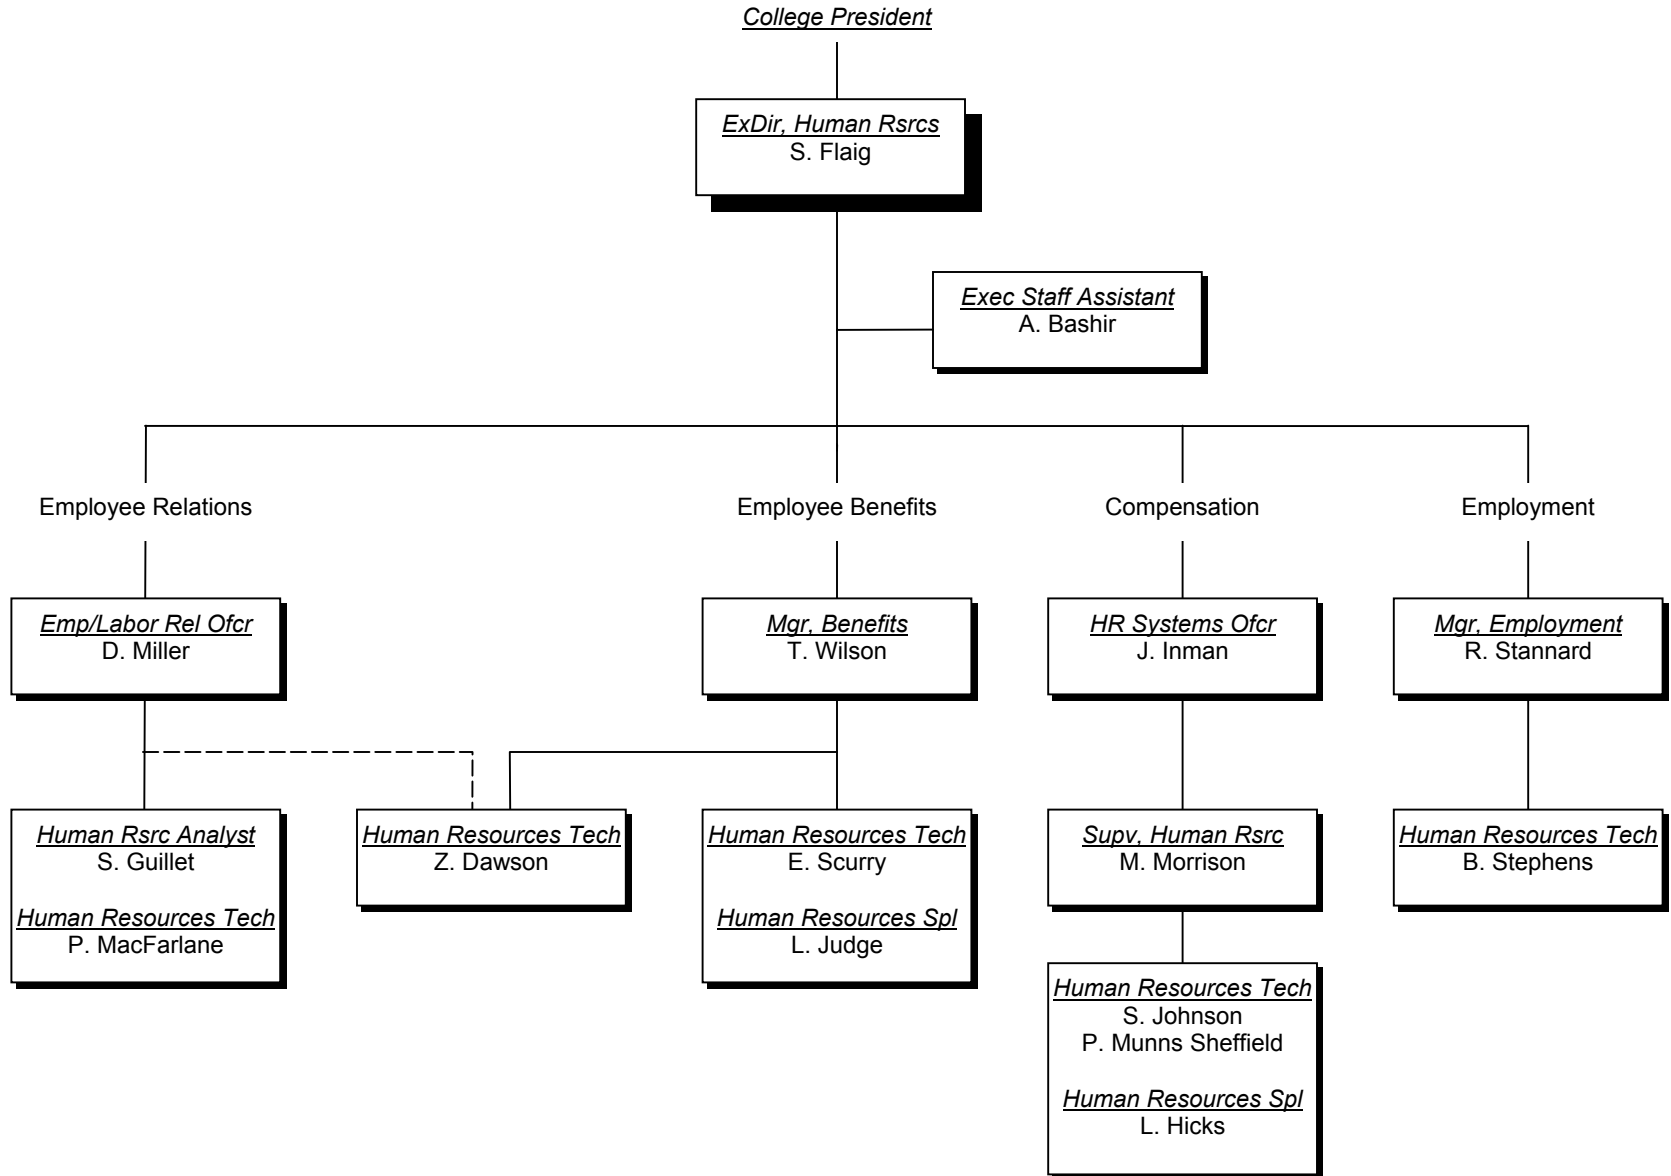 College President
ExDir, Human Rsrcs
S. Flaig
Exec Staff Assistant
A. Bashir
Employee Relations
Employee Benefits
Compensation
Employment
Emp/Labor Rel Ofcr
D. Miller
Mgr, Benefits
T. Wilson
HR Systems Ofcr
J. Inman
Mgr, Employment
R. Stannard
Human Rsrc Analyst
S. Guillet
Human Resources Tech
P. MacFarlane
Human Resources Tech
Z. Dawson
Human Resources Tech
E. Scurry
Human Resources Spl
L. Judge
Supv, Human Rsrc
M. Morrison
Human Resources Tech
B. Stephens
Human Resources Tech
S. Johnson
P. Munns Sheffield
Human Resources Spl
L. Hicks